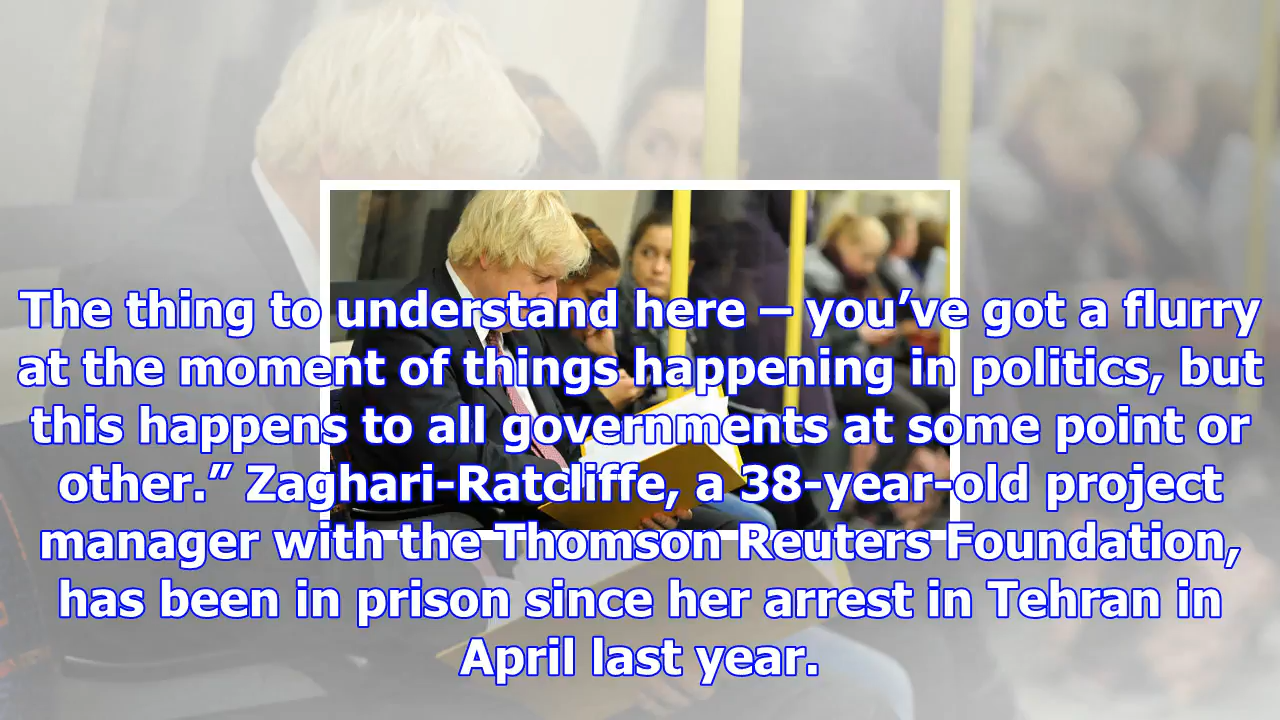 The thing to understand here – you’ve got a flurry
at the moment of things happening in politics, but
this happens to all governments at some point or
other.” Zaghari-Ratcliffe, a 38-year-old project
manager with the Thomson Reuters Foundation,
has been in prison since her arrest in Tehran in
April last year.